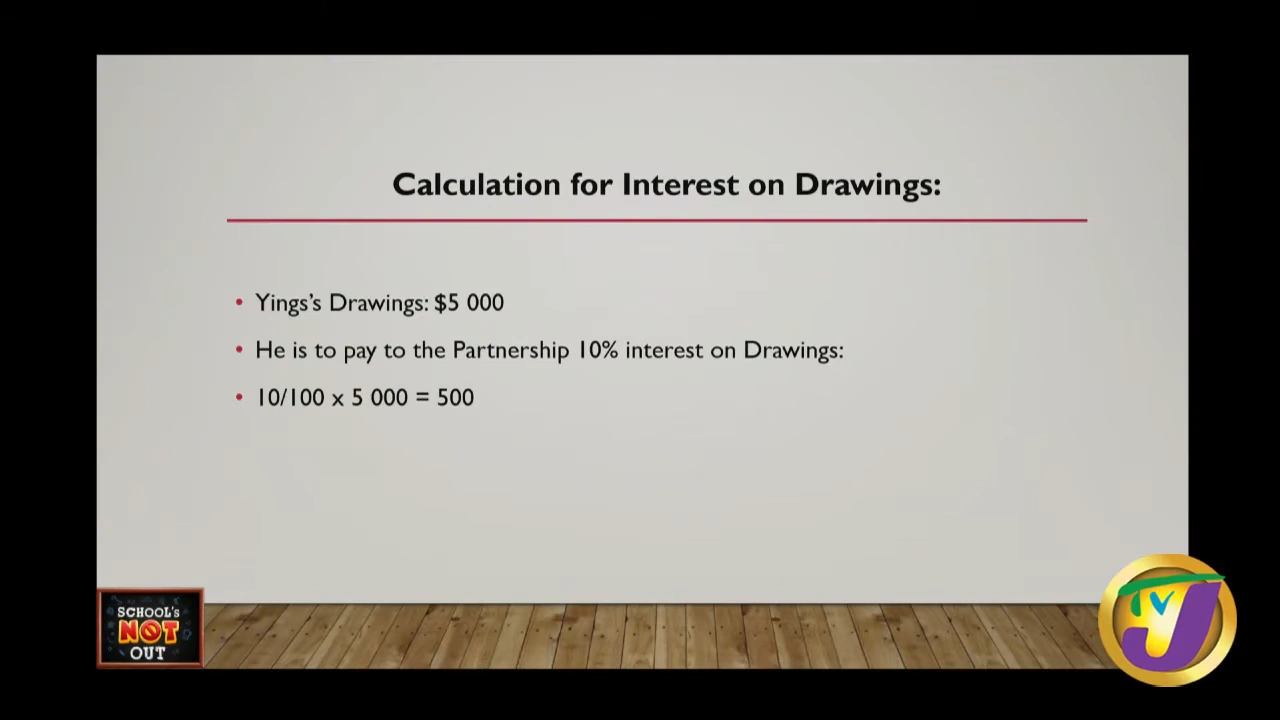 Calculation for Interest on Drawings:
• Yings's Drawings: $5 000
• He is to pay to the Partnership 10% interest on Drawings:
• 10/100 x 5 000 = 500
SCHOOL'S
NOT
OUT
TVJ